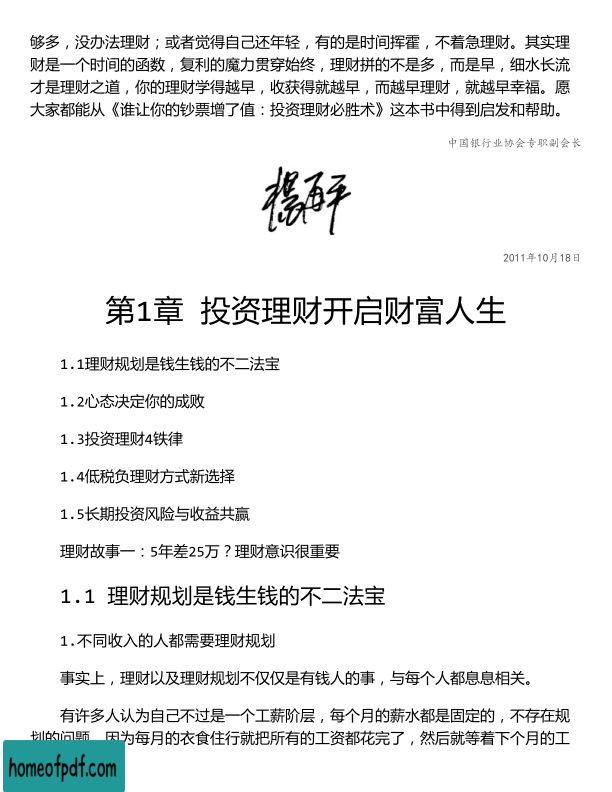 够多，没办法理财；或者觉得自己还年轻，有的是时间挥霍，不着急理财。其实理
财是一个时间的函数，复利的魔力贯穿始终，理财拼的不是多，而是早，细水长流
才是理财之道，你的理财学得越早，收获得就越早，而越早理财，就越早幸福。愿
大家都能从《谁让你的钞票增了值：投资理财必胜术》这本书中得到启发和帮助。
中国银行业协会专职副会长
杨再平
2011年10月18日
第1章 投资理财开启财富人生
1.1理财规划是钱生钱的不二法宝
1.2心态决定你的成败
1.3投资理财4铁律
1.4低税负理财方式新选择
1.5长期投资风险与收益共赢
理财故事一：5年差25万？理财意识很重要
1.1 理财规划是钱生钱的不二法宝
1.不同收入的人都需要理财规划
事实上，理财以及理财规划不仅仅是有钱人的事，与每个人都息息相关。
有许多人认为自己不过是一个工薪阶层，每个月的薪水都是固定的，不存在规
划的问题，因为每月的衣食住行就把所有的工资都花完了，然后就等着下个月的工
homeofpdf.com